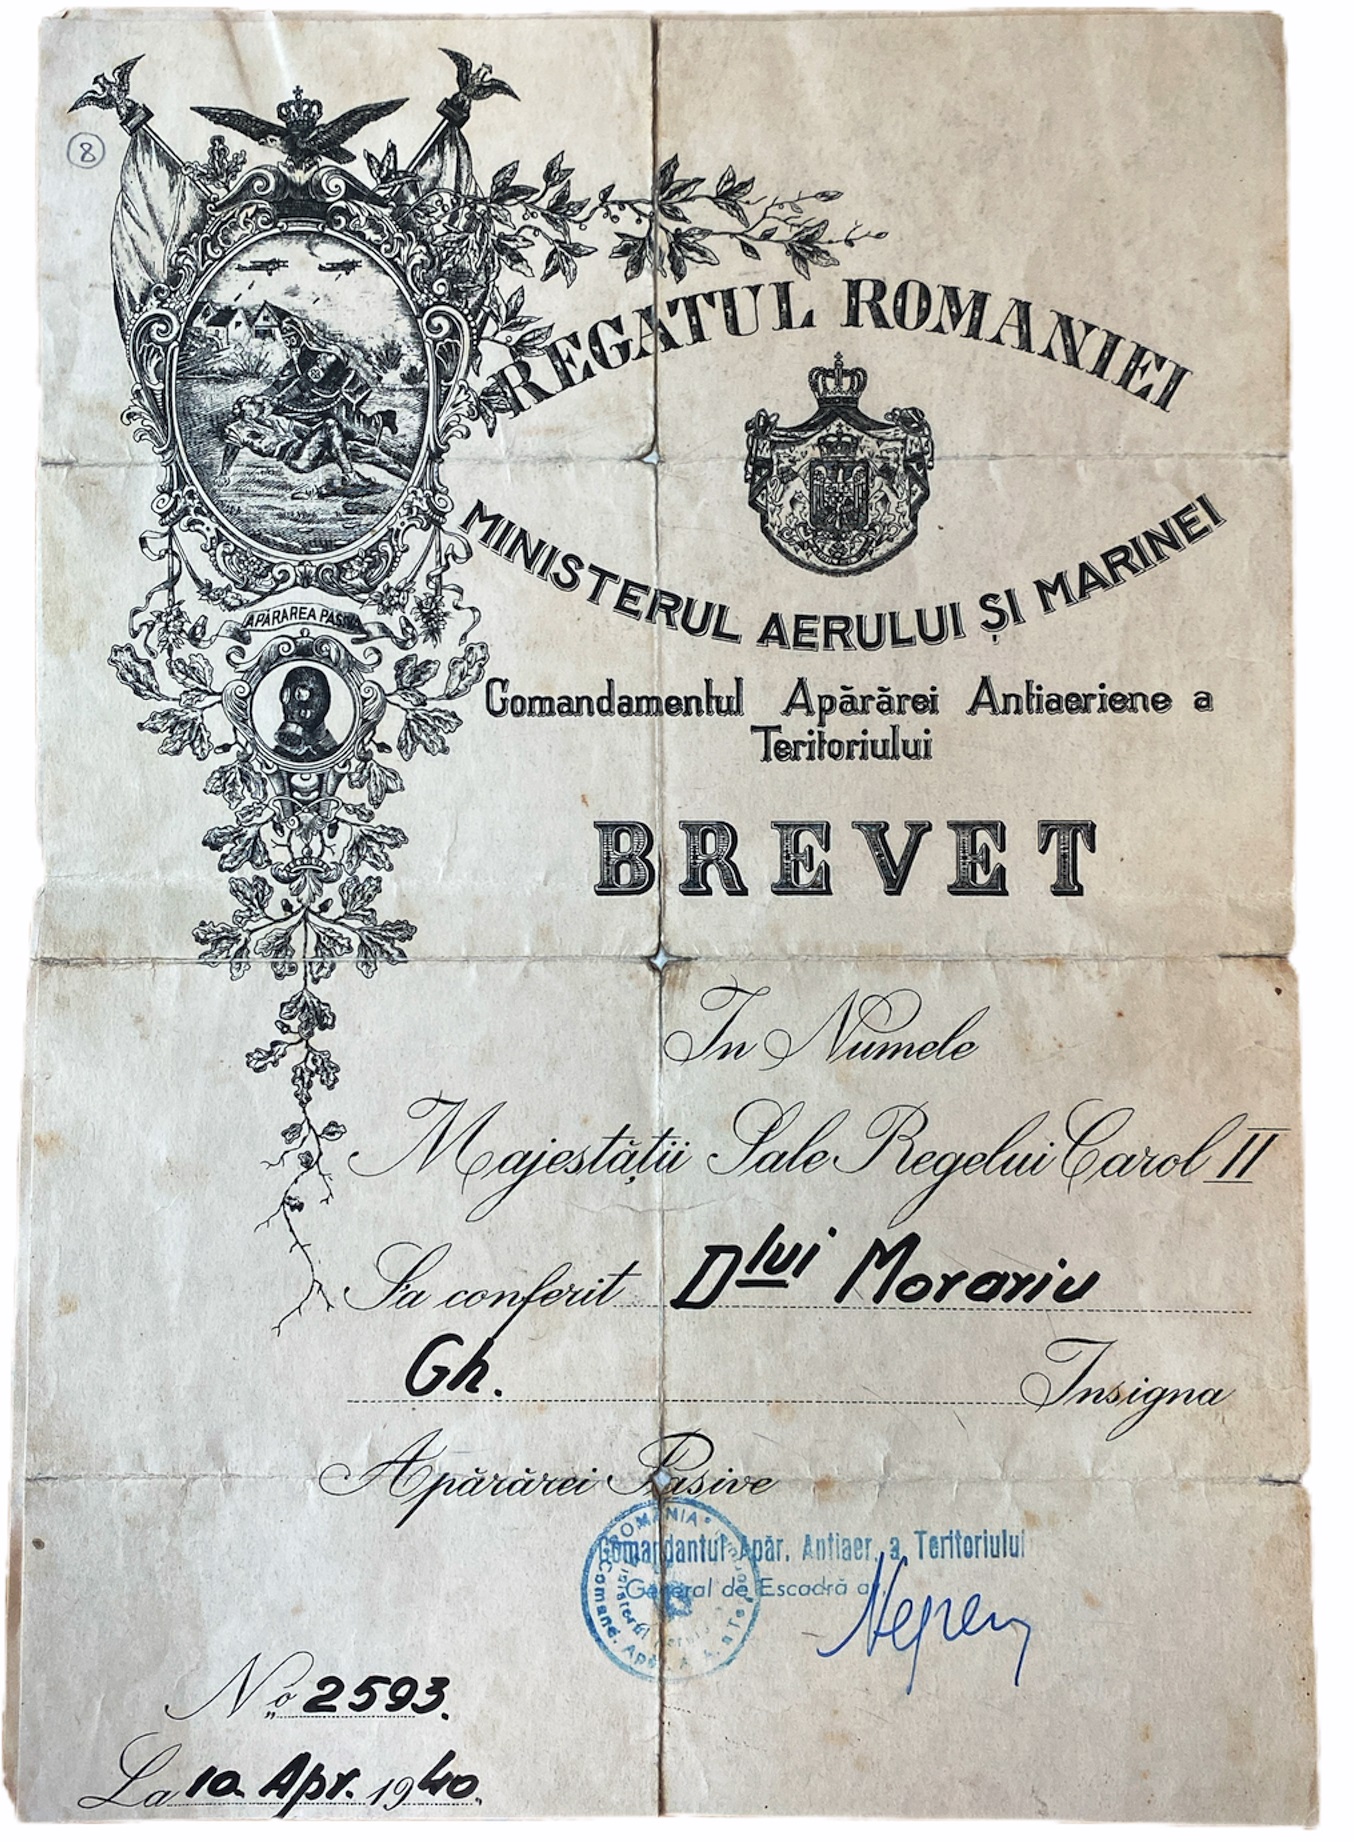 8
REGATUL ROMANIEI
MINISTERUL AERULUI ȘI MARINEI
APĂRAREA PASIVĂ
Comandamentul Apărărei Antiaeriene a
Teritoriului
BREVET
In Numele
Majestății Sale Regelui Carol II
S'a conferit Dlui Morariu
Gh. Insigna
Apărărei Pasive
ROMANIA
Comandantul Apăr. Antiaer. a Teritoriului
General de Escadră
No 2593.
La 10. Apr. 1940.